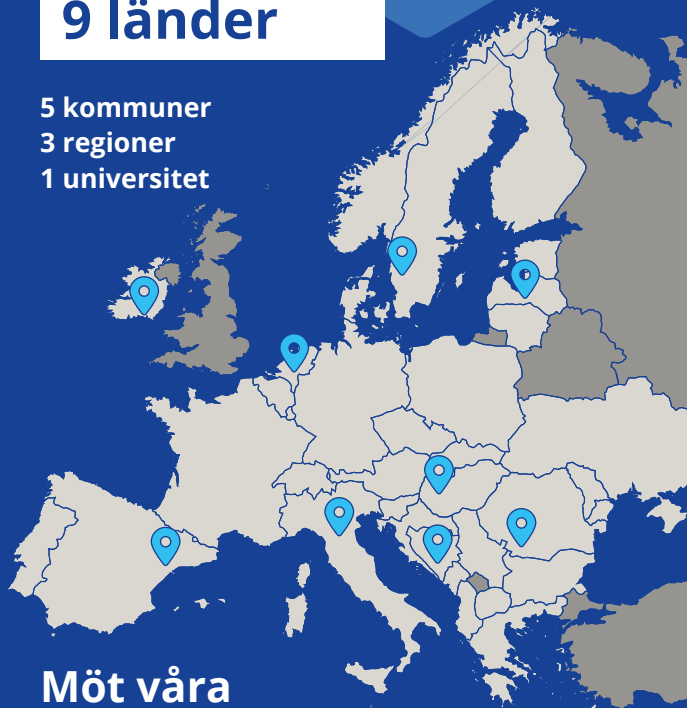 9 länder
5 kommuner
3 regioner
1 universitet
Möt våra